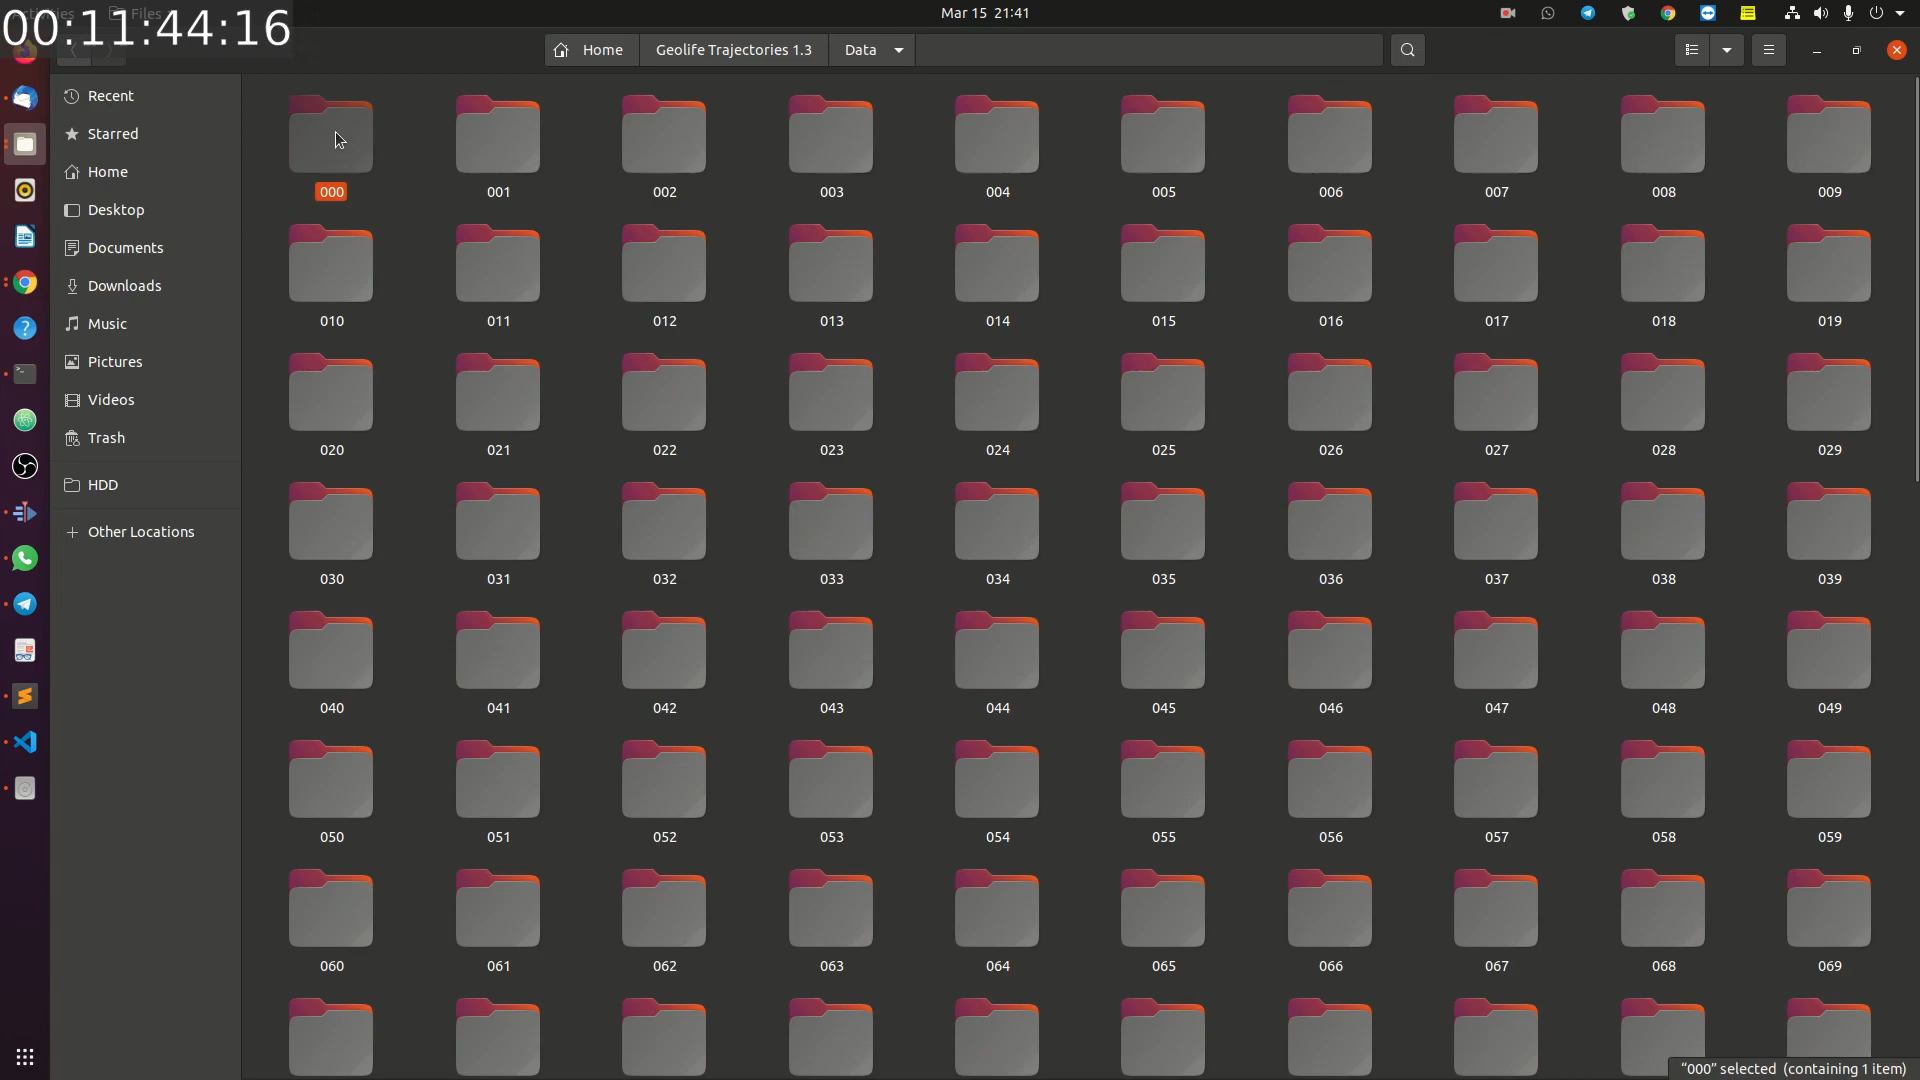 Activities Files
00:11:44:16
Mar 15 21:41
Home
Geolife Trajectories 1.3
Data
Recent
Starred
Home
Desktop
Documents
Downloads
Music
Pictures
Videos
Trash
HDD
Other Locations
000 001 002 003 004 005 006 007 008 009
010 011 012 013 014 015 016 017 018 019
020 021 022 023 024 025 026 027 028 029
030 031 032 033 034 035 036 037 038 039
040 041 042 043 044 045 046 047 048 049
050 051 052 053 054 055 056 057 058 059
060 061 062 063 064 065 066 067 068 069
“000” selected (containing 1 item)